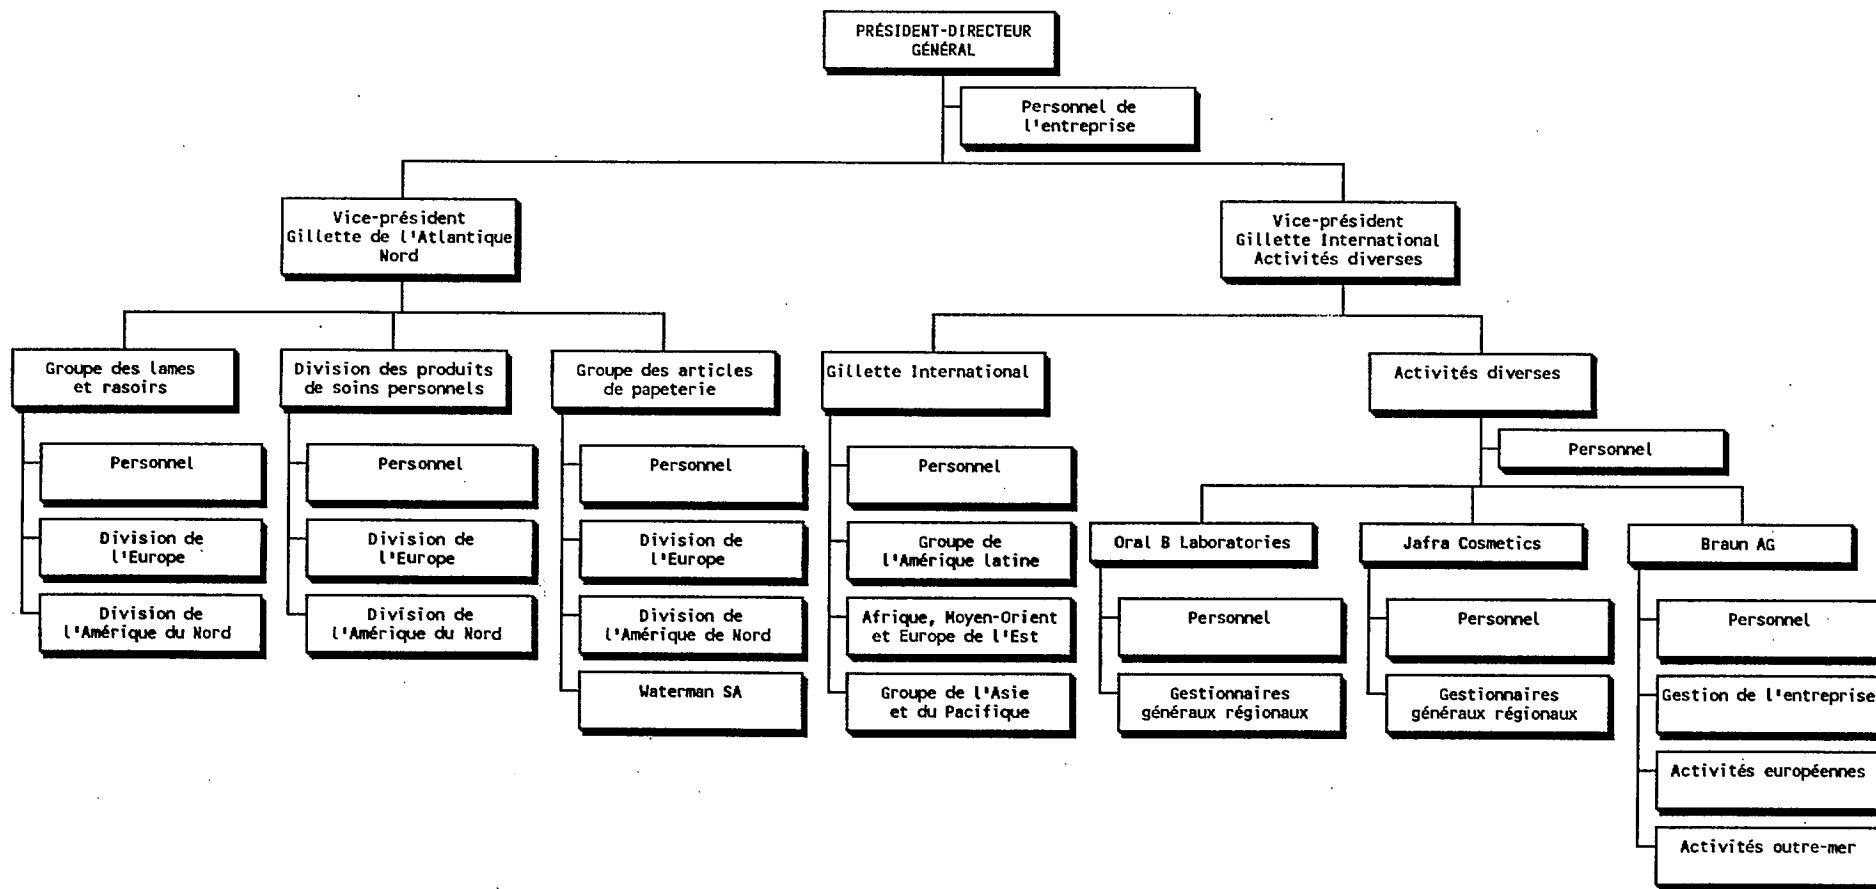 PRÉSIDENT-DIRECTEUR
GÉNÉRAL
Personnel de
l'entreprise
Vice-président
Gillette de l'Atlantique
Nord
Vice-président
Gillette International
Activités diverses
Groupe des lames
et rasoirs
Division des produits
de soins personnels
Groupe des articles
de papeterie
Gillette International
Activités diverses
Personnel
Division de
l'Europe
Division de
l'Amérique du Nord
Personnel
Division de
l'Europe
Division de
l'Amérique du Nord
Personnel
Division de
l'Europe
Division de
l'Amérique de Nord
Waterman SA
Personnel
Groupe de
l'Amérique latine
Afrique, Moyen-Orient
et Europe de l'Est
Groupe de l'Asie
et du Pacifique
Personnel
Oral B Laboratories
Personnel
Gestionnaires
généraux régionaux
Jafra Cosmetics
Personnel
Gestionnaires
généraux régionaux
Braun AG
Personnel
Gestion de l'entreprise
Activités européennes
Activités outre-mer